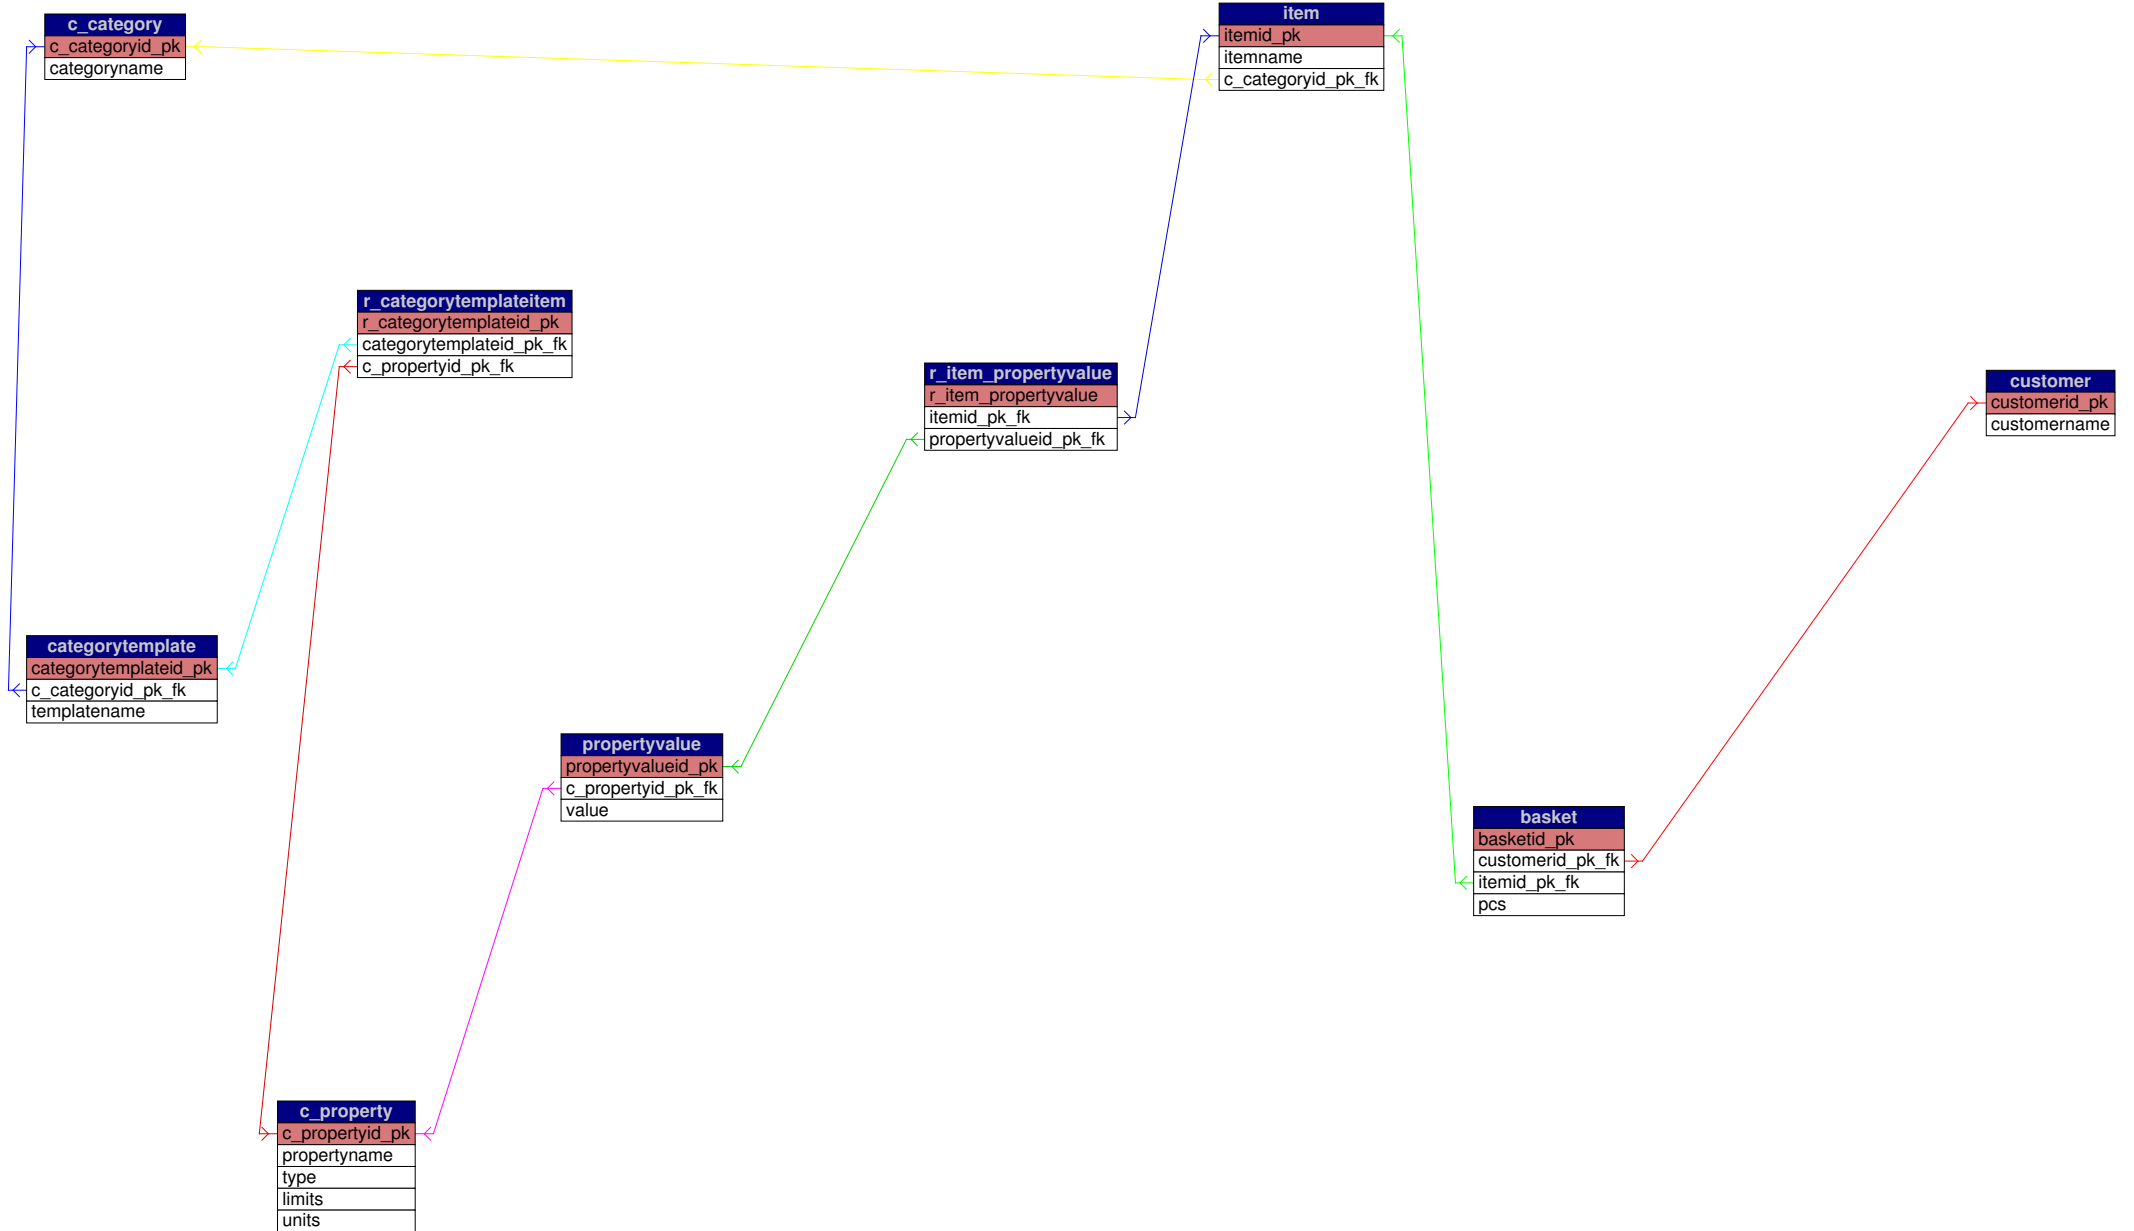 c_category
c_categoryid_pk
categoryname
item
itemid_pk
itemname
c_categoryid_pk_fk
r_categorytemplateitem
r_categorytemplateid_pk
categorytemplateid_pk_fk
c_propertyid_pk_fk
r_item_propertyvalue
r_item_propertyvalue
itemid_pk_fk
propertyvalueid_pk_fk
customer
customerid_pk
customername
categorytemplate
categorytemplateid_pk
c_categoryid_pk_fk
templatename
propertyvalue
propertyvalueid_pk
c_propertyid_pk_fk
value
basket
basketid_pk
customerid_pk_fk
itemid_pk_fk
pcs
c_property
c_propertyid_pk
propertyname
type
limits
units